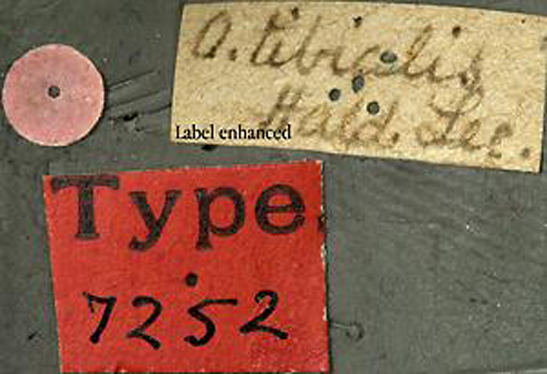 O. tibialis
Hald. Lec.
Label enhanced
Type
7252